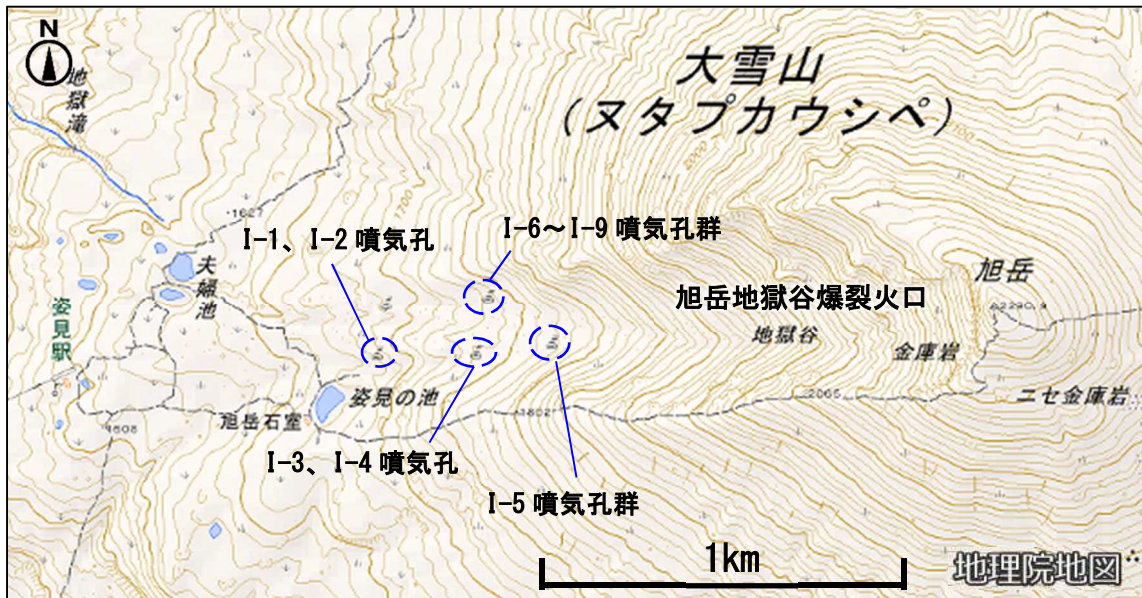 N
地獄滝
大雪山
(ヌタプカウシペ)
2000
1700
・1627
I-1、I-2 噴気孔
I-6～I-9 噴気孔群
夫婦池
姿見駅
旭岳地獄谷爆裂火口
旭岳
地獄谷
金庫岩
2290.9
ニセ金庫岩
姿見の池
旭岳石室
・1608
・1802
・2065
I-3、I-4 噴気孔
I-5 噴気孔群
1km
地理院地図